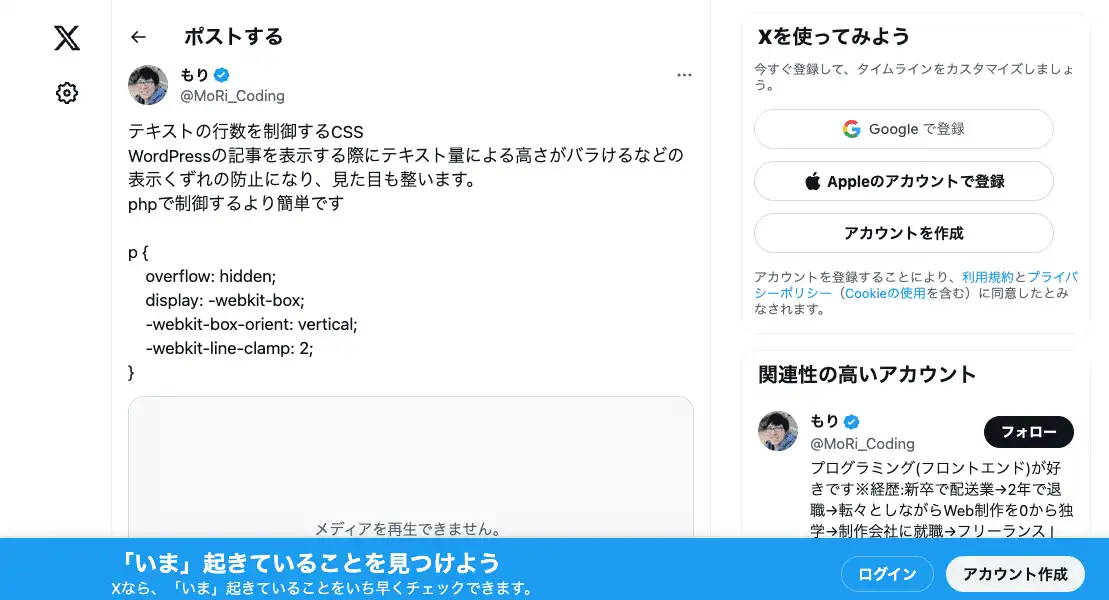 ポストする
もり
@MoRi_Coding
テキストの行数を制御するCSS
WordPressの記事を表示する際にテキスト量による高さがバラけるなどの
表示くずれの防止になり、見た目も整います。
phpで制御するより簡単です
p {
overflow: hidden;
display: -webkit-box;
-webkit-box-orient: vertical;
-webkit-line-clamp: 2;
}
メディアを再生できません。
Xを使ってみよう
今すぐ登録して、タイムラインをカスタマイズしましょ
う。
Google で登録
Appleのアカウントで登録
アカウントを作成
アカウントを登録することにより、利用規約とプライバ
シーポリシー（Cookieの使用を含む）に同意したとみ
なされます。
関連性の高いアカウント
もり
@MoRi_Coding
フォロー
プログラミング(フロントエンド)が好
きです※経歴:新卒で配送業→2年で退
職→転々としながらWeb制作を0から独
学→制作会社に就職→フリーランス |
「いま」起きていることを見つけよう
Xなら、「いま」起きていることをいち早くチェックできます。
ログイン
アカウント作成